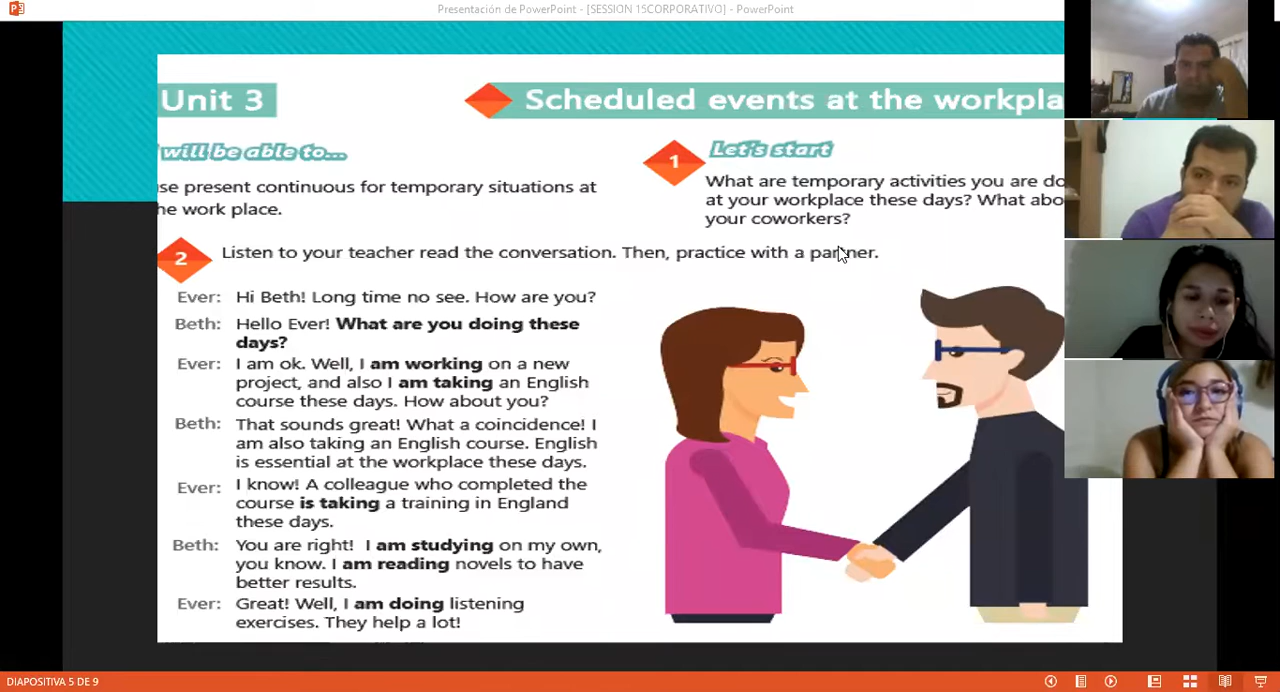 Presentación de PowerPoint - [SESSION 15CORPORATIVO] - PowerPoint
Unit 3
Scheduled events at the workpla
will be able to...
use present continuous for temporary situations at
he work place.
1
Let's start
What are temporary activities you are do
at your workplace these days? What abo
your coworkers?
2
Listen to your teacher read the conversation. Then, practice with a partner.
Ever: Hi Beth! Long time no see. How are you?
Beth: Hello Ever! What are you doing these
days?
Ever: I am ok. Well, I am working on a new
project, and also I am taking an English
course these days. How about you?
Beth: That sounds great! What a coincidence! I
am also taking an English course. English
is essential at the workplace these days.
Ever: I know! A colleague who completed the
course is taking a training in England
these days.
Beth: You are right! I am studying on my own,
you know. I am reading novels to have
better results.
Ever: Great! Well, I am doing listening
exercises. They help a lot!
DIAPOSITIVA 5 DE 9